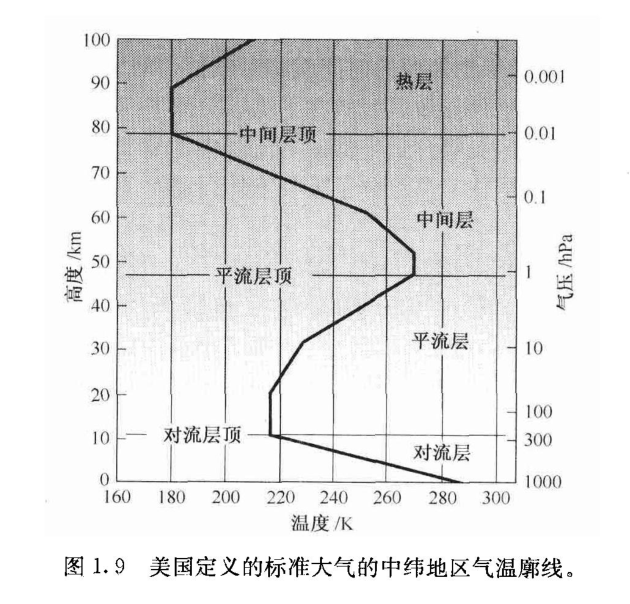 100
90
80
70
60
50
40
30
20
10
0
高度/km
热层
中间层顶
中间层
平流层顶
平流层
对流层顶
对流层
0.001
0.01
0.1
1
10
100
300
1000
气压/hPa
160 180 200 220 240 260 280 300
温度/K
图1.9 美国定义的标准大气的中纬地区气温廓线。